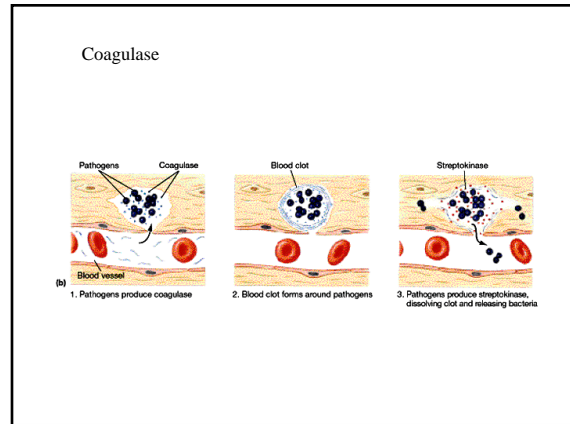 Coagulase
Pathogens
Coagulase
Blood vessel
(b)
1. Pathogens produce coagulase
Blood clot
2. Blood clot forms around pathogens
Streptokinase
3. Pathogens produce streptokinase,
dissolving clot and releasing bacteria